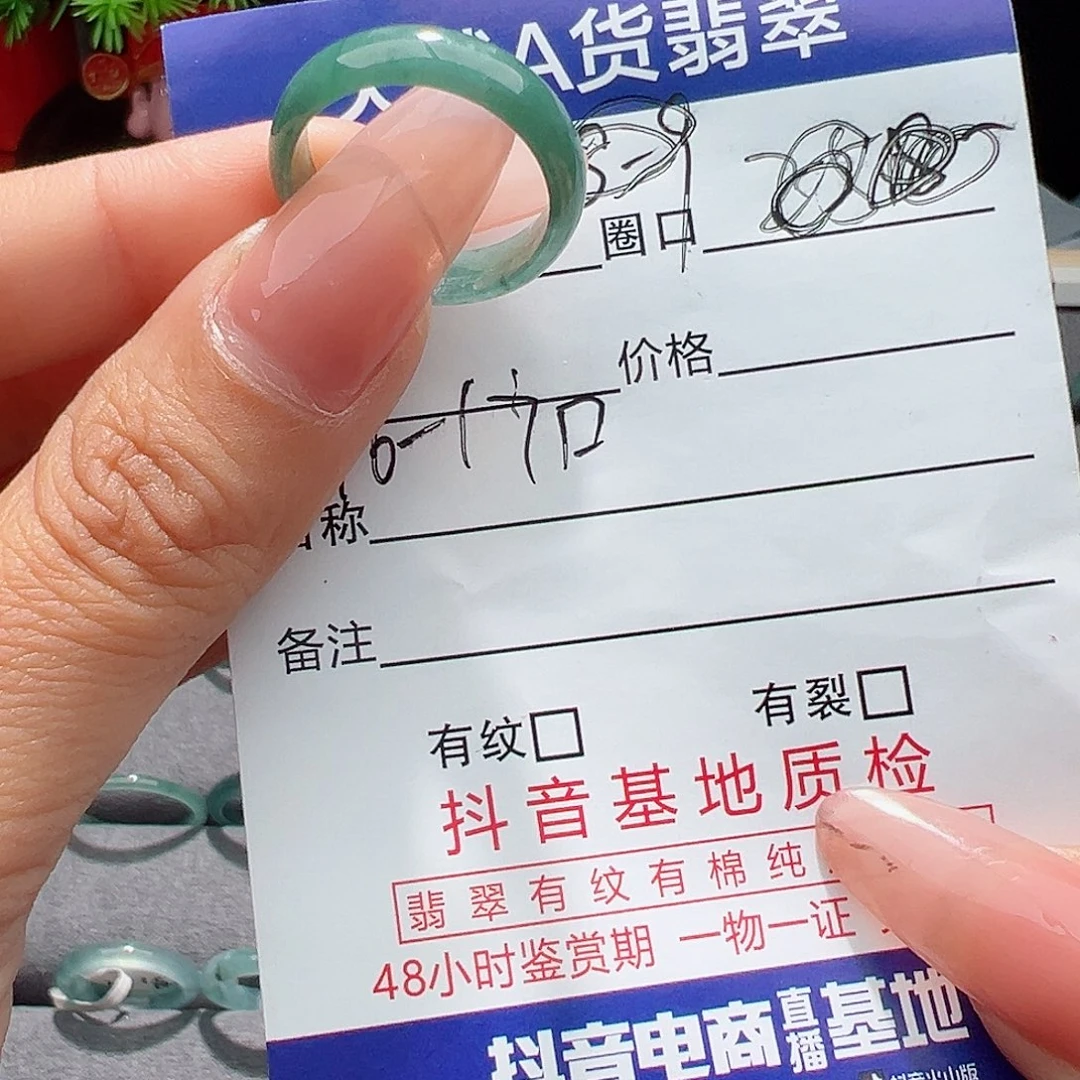 A货翡翠
圈口
价格
称
备注
有纹 有裂
抖音基地质检
翡翠有纹有棉纯
48小时鉴赏期 一物一证
抖音电商直播基地